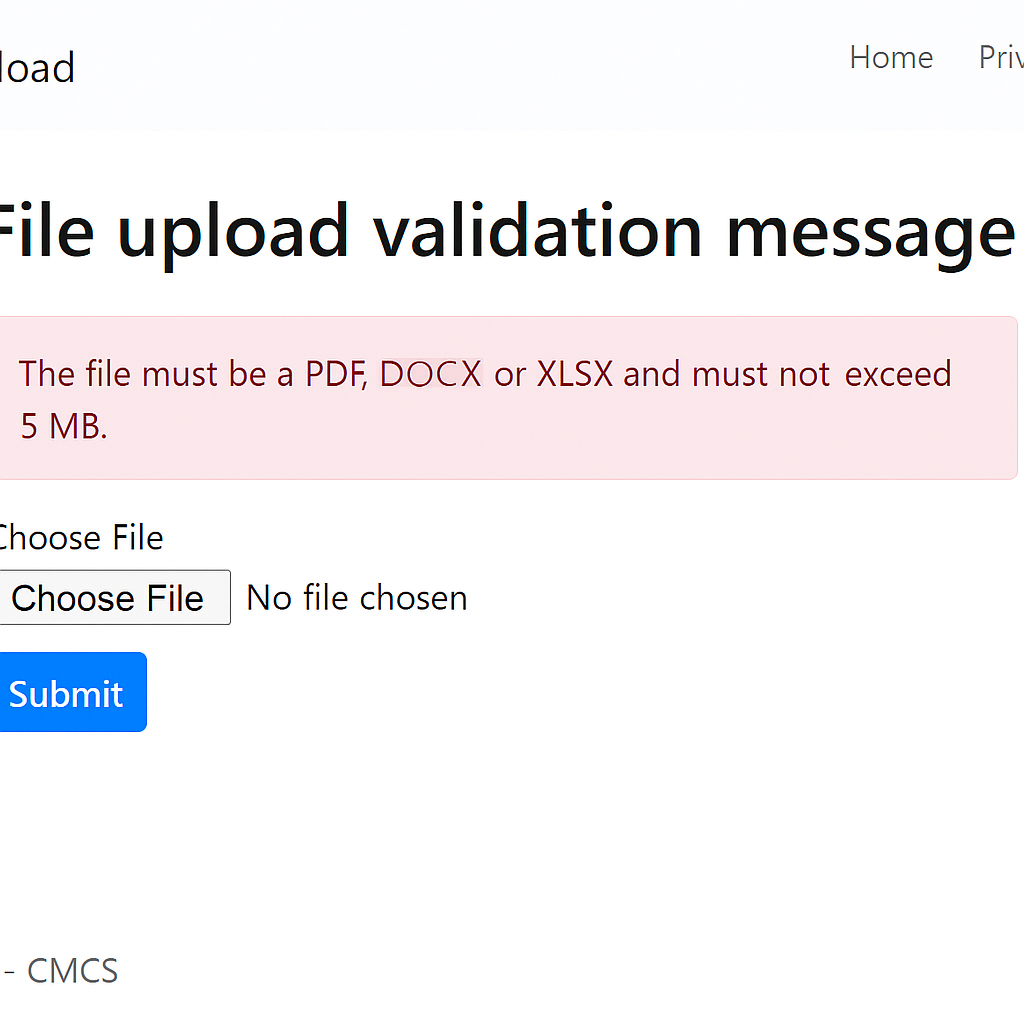 load
Home Priv
File upload validation message
The file must be a PDF, DOCX or XLSX and must not exceed
5 MB.
Choose File
Choose File No file chosen
Submit
- CMCS